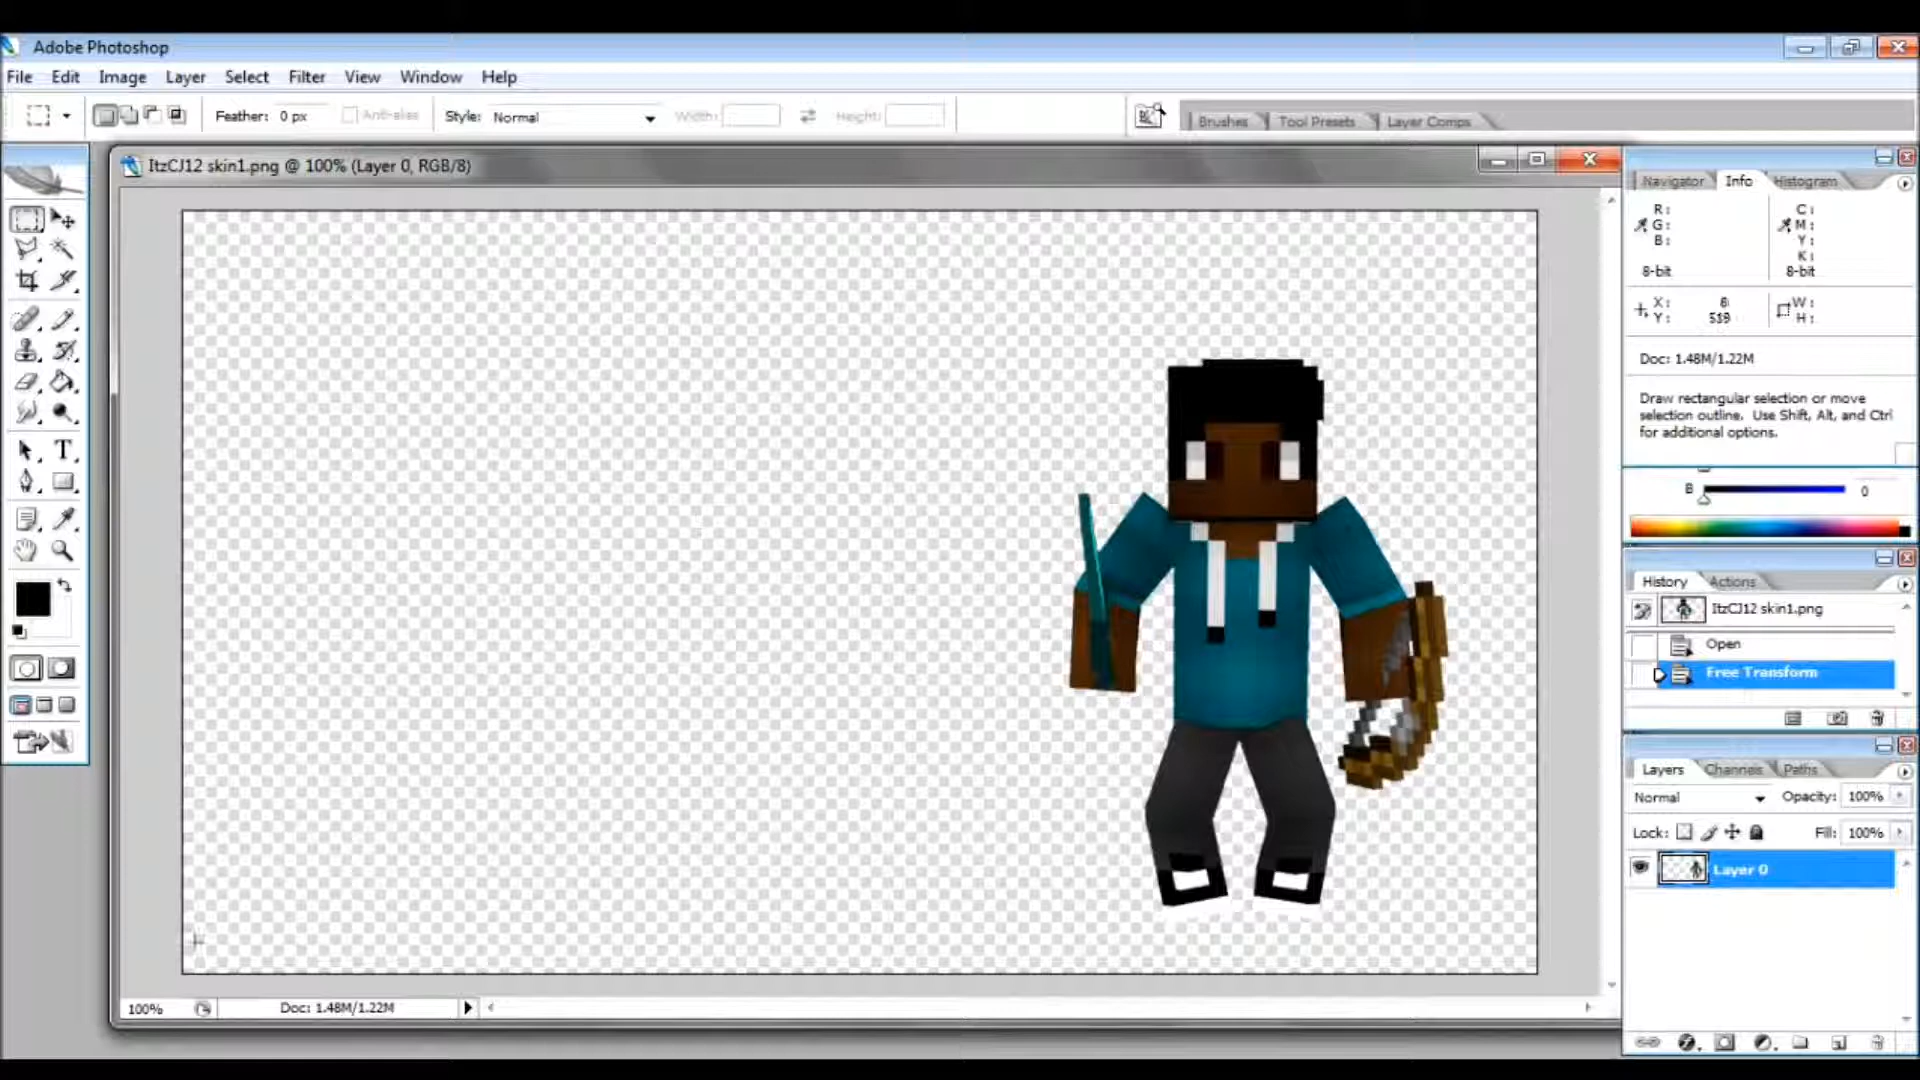 Adobe Photoshop
File Edit Image Layer Select Filter View Window Help
Feather: 0 px Anti-alias Style: Normal Width: Height: Brushes Tool Presets Layer Comps
ItzCJ12 skin1.png @ 100% (Layer 0, RGB/8)
Navigator Info Histogram
R: C:
G: M:
B: Y:
K:
8-bit 8-bit
X: 6 W:
Y: 519 H:
Doc: 1.48M/1.22M
Draw rectangular selection or move
selection outline. Use Shift, Alt, and Ctrl
for additional options.
B 0
History Actions
ItzCJ12 skin1.png
Open
Free Transform
Layers Channels Paths
Normal Opacity: 100%
Lock: Fill: 100%
Layer 0
100% Doc: 1.48M/1.22M